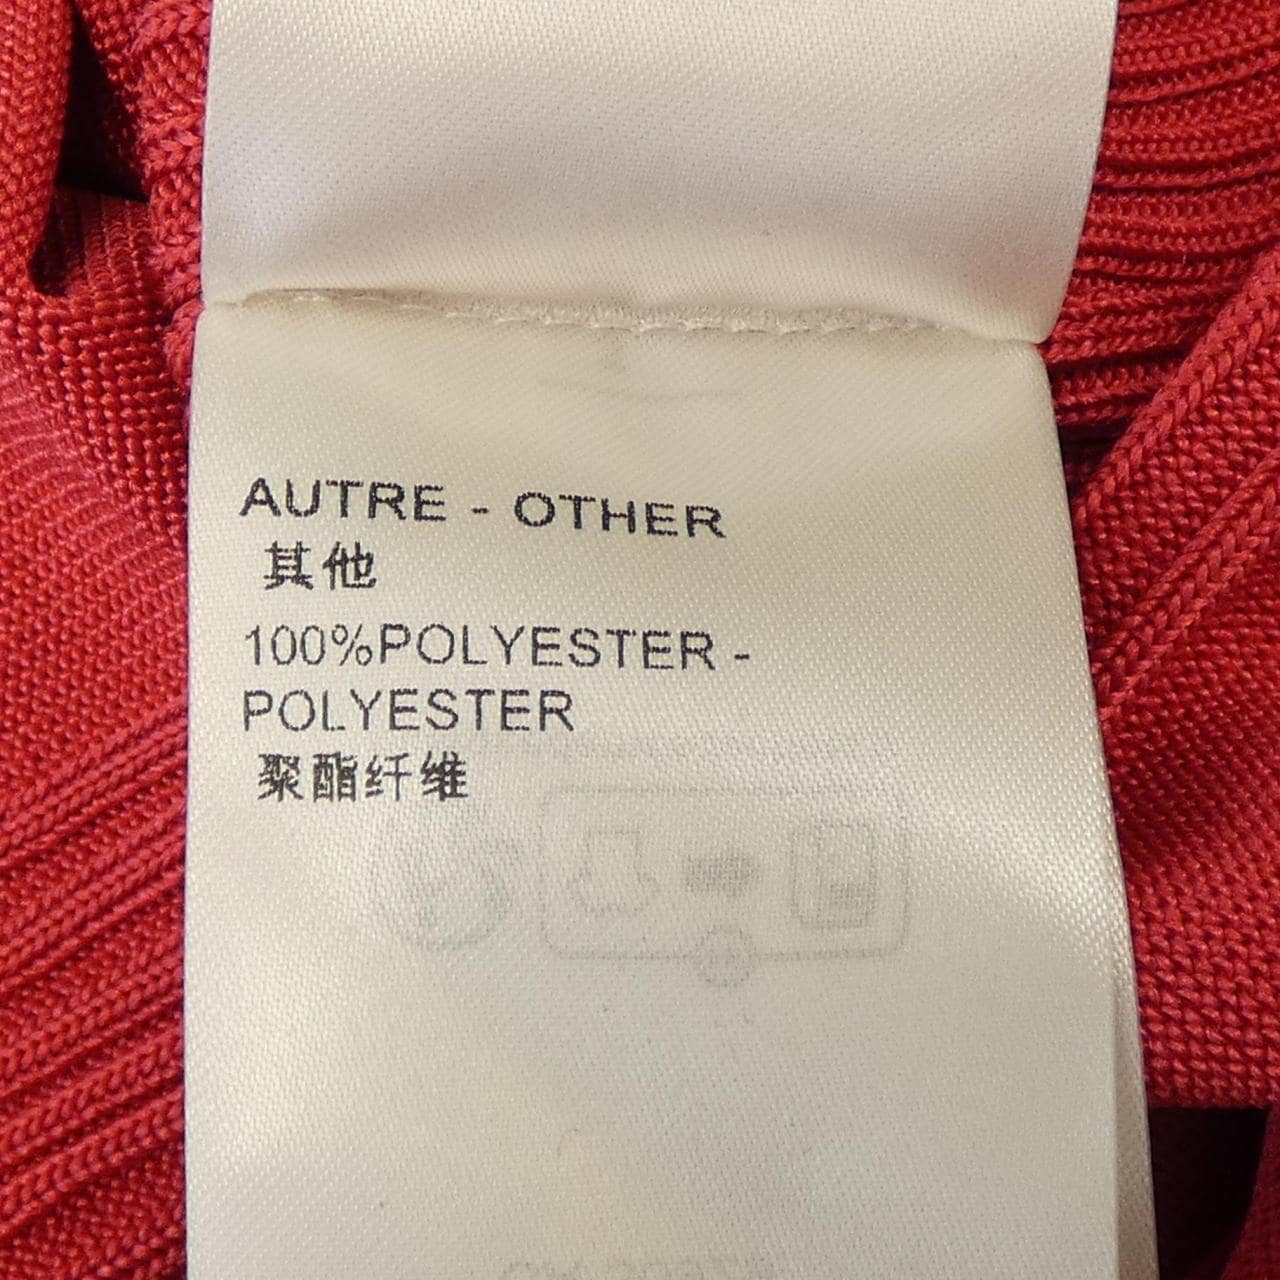 AUTRE - OTHER
其他
100%POLYESTER -
POLYESTER
聚酯纤维